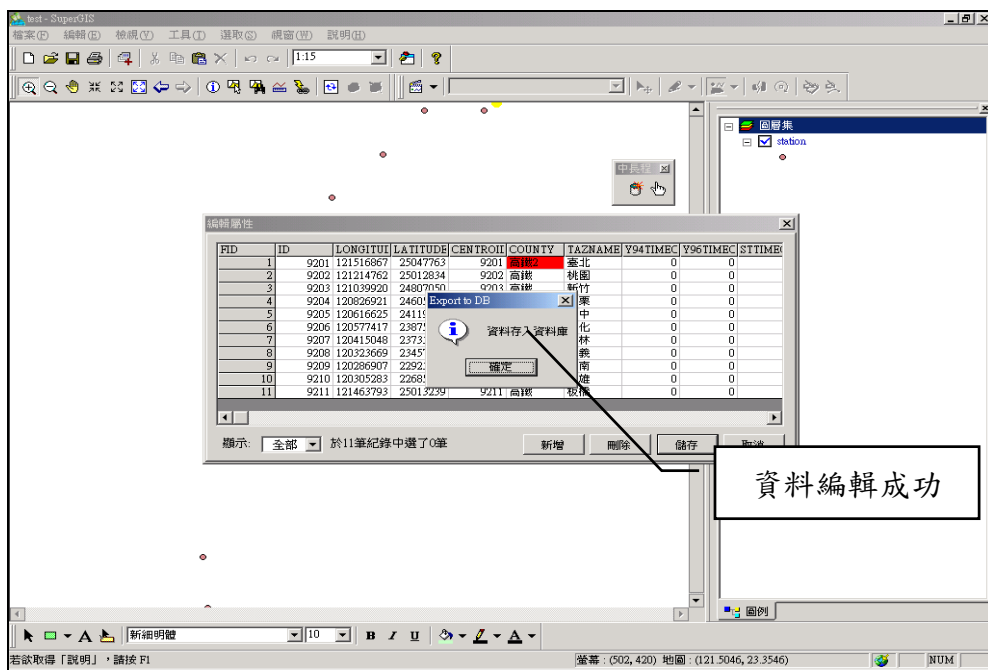 test - SuperGIS
檔案(F) 編輯(E) 檢視(V) 工具(T) 選取(S) 視窗(W) 說明(H)
1:15
圖層集
station
中長程
編輯屬性
FID ID LONGITUI LATITUDE CENTROII COUNTY TAZNAME Y94TIMEC Y96TIMEC STTIME
1 9201 121516867 25047763 9201 高鐵2 臺北 0 0
2 9202 121214762 25012834 9202 高鐵 桃園 0 0
3 9203 121039920 24807050 9203 高鐵 新竹 0 0
4 9204 120826921 2460 栗 0 0
5 9205 120616625 2411 中 0 0
6 9206 120577417 2387 化 0 0
7 9207 120415048 2373 林 0 0
8 9208 120323669 2345 義 0 0
9 9209 120286907 2292 南 0 0
10 9210 120305283 2268 雄 0 0
11 9211 121463793 25013239 9211 高鐵 板橋 0 0
Export to DB
資料存入資料庫
確定
顯示: 全部 於11筆紀錄中選了0筆 新增 刪除 儲存 取消
資料編輯成功
圖例
新細明體 10 B I U A
若欲取得「說明」，請按 F1 螢幕 : (502, 420) 地圖 : (121.5046, 23.3546) NUM